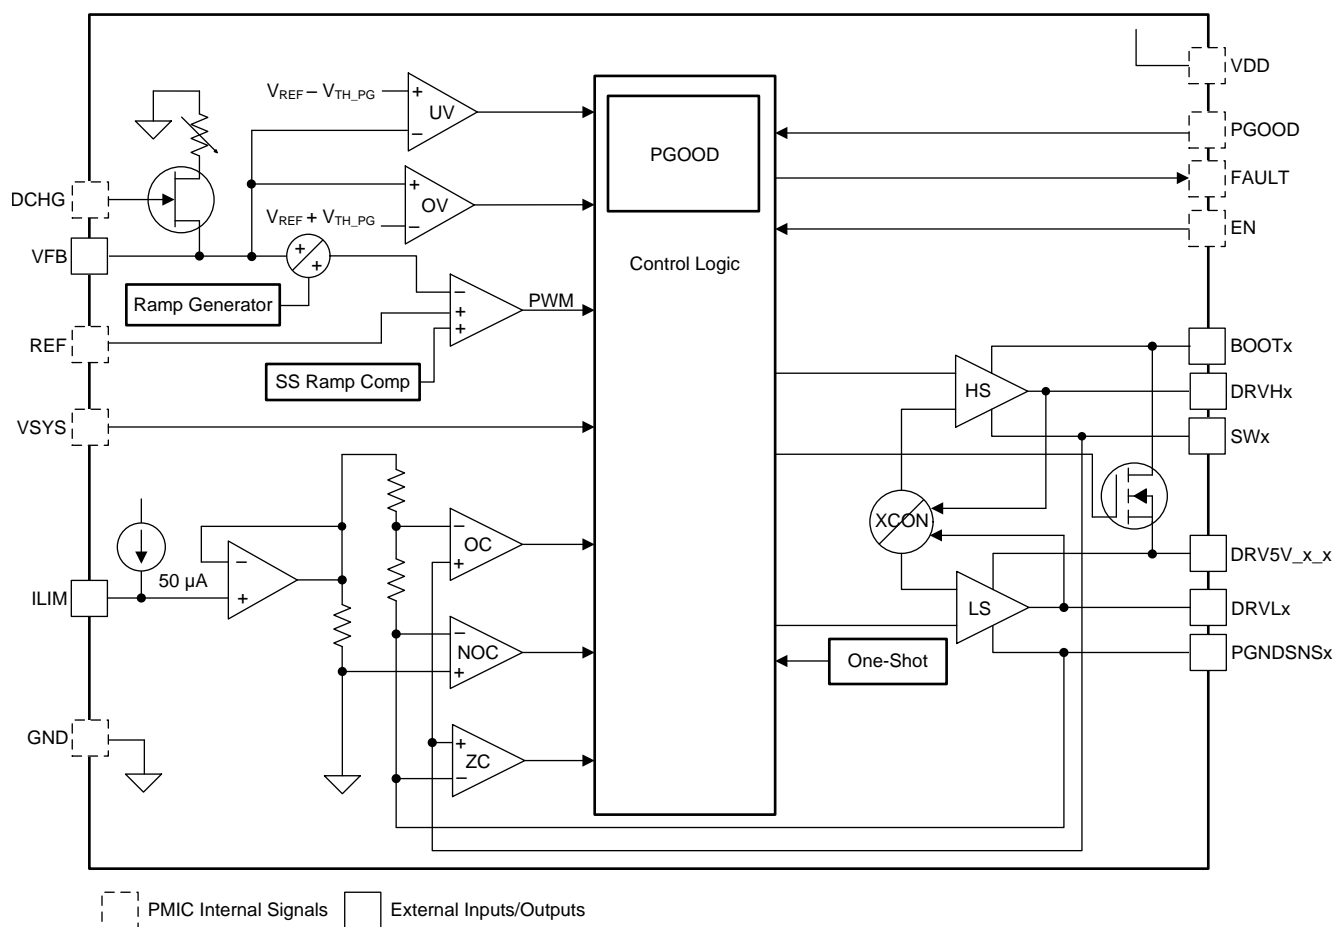 VDD
V_REF – V_TH_PG
+
UV
−
PGOOD
PGOOD
FAULT
DCHG
+
OV
V_REF + V_TH_PG
−
EN
VFB
+
+
Control Logic
Ramp Generator
−
+
+
PWM
REF
SS Ramp Comp
BOOTx
HS
DRVHx
VSYS
SWx
−
OC
+
XCON
−
50 µA
+
DRV5V_x_x
ILIM
LS
DRVLx
−
NOC
+
One-Shot
PGNDSNSx
GND
+
ZC
−
PMIC Internal Signals
External Inputs/Outputs